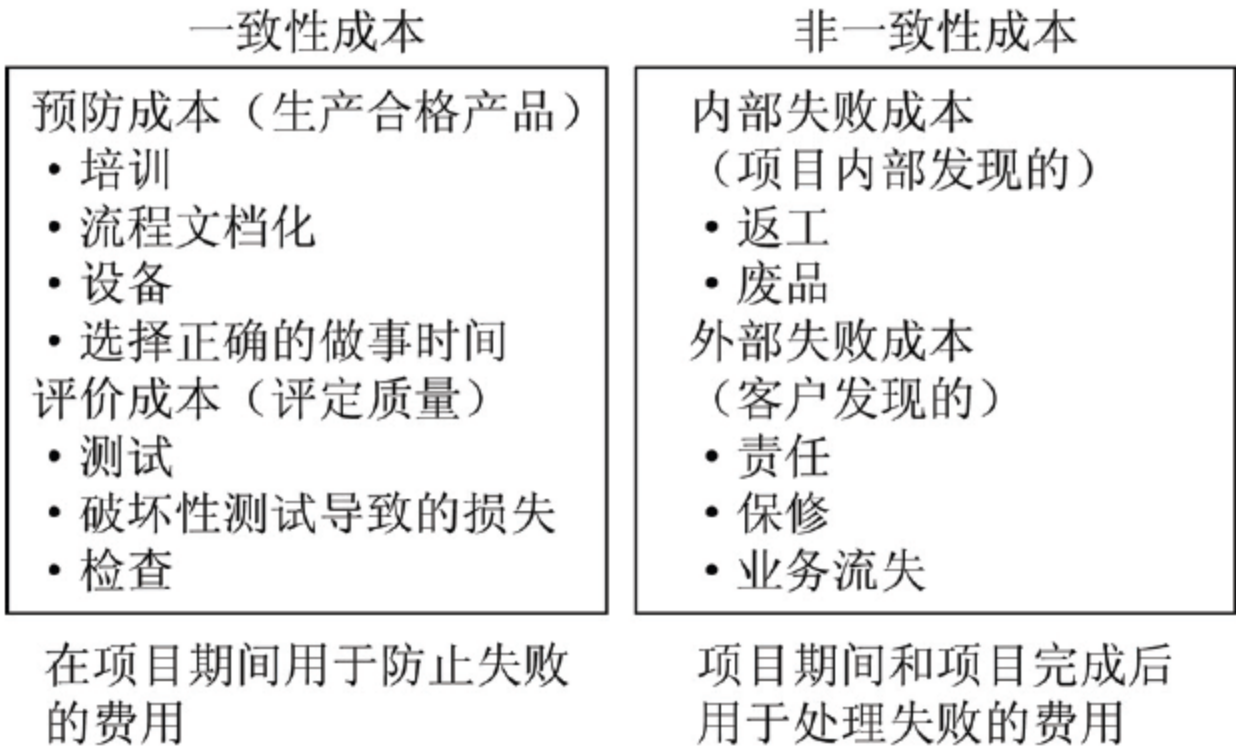 一致性成本
预防成本（生产合格产品）
•培训
•流程文档化
•设备
•选择正确的做事时间
评价成本（评定质量）
•测试
•破坏性测试导致的损失
•检查
在项目期间用于防止失败
的费用
非一致性成本
内部失败成本
（项目内部发现的）
•返工
•废品
外部失败成本
（客户发现的）
•责任
•保修
•业务流失
项目期间和项目完成后
用于处理失败的费用